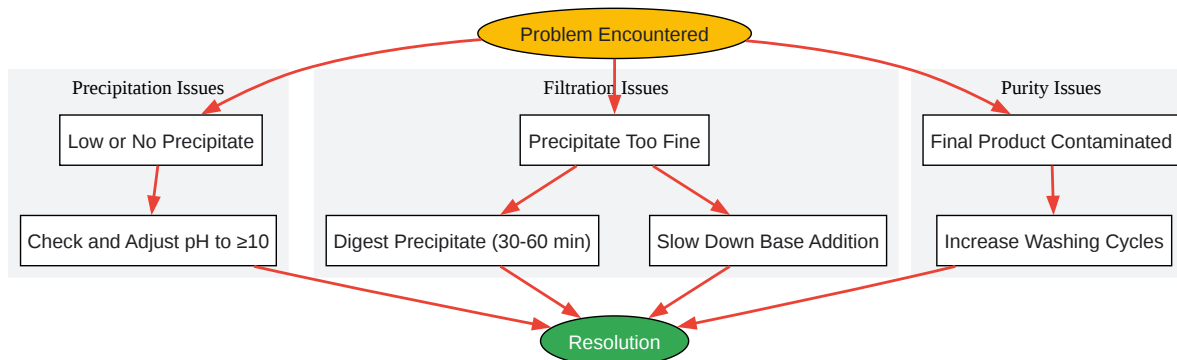 Problem Encountered
Precipitation Issues
Filtration Issues
Purity Issues
Low or No Precipitate
Precipitate Too Fine
Final Product Contaminated
Check and Adjust pH to ≥10
Digest Precipitate (30-60 min)
Slow Down Base Addition
Increase Washing Cycles
Resolution